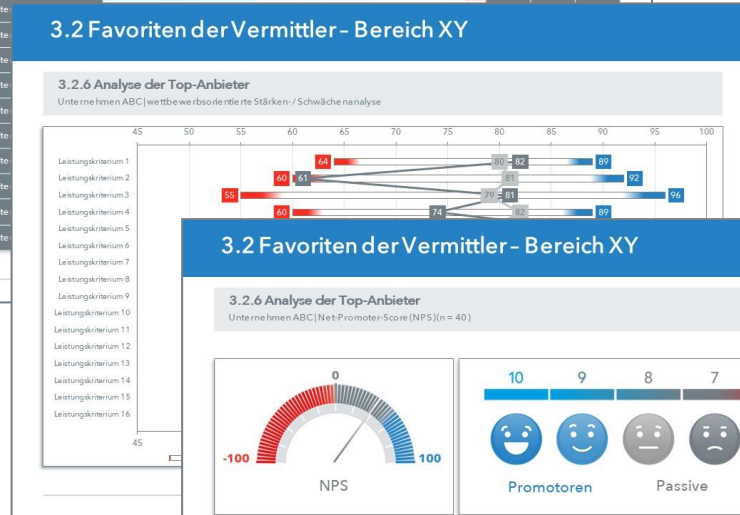 3.2 Favoriten der Vermittler – Bereich XY
3.2.6 Analyse der Top-Anbieter
Unternehmen ABC | wettbewerbsorientierte Stärken- / Schwächenanalyse
45 50 55 60 65 70 75 80 85 90 95 100
Leistungskriterium 1 64 80 82 89
Leistungskriterium 2 60 61 81 92
Leistungskriterium 3 55 79 81 96
Leistungskriterium 4 60 74 82 89
Leistungskriterium 5
Leistungskriterium 6
Leistungskriterium 7
Leistungskriterium 8
Leistungskriterium 9
Leistungskriterium 10
Leistungskriterium 11
Leistungskriterium 12
Leistungskriterium 13
Leistungskriterium 14
Leistungskriterium 15
Leistungskriterium 16
45
3.2 Favoriten der Vermittler – Bereich XY
3.2.6 Analyse der Top-Anbieter
Unternehmen ABC | Net-Promoter-Score (NPS) (n = 40)
0
-100 100
NPS
10 9 8 7
Promotoren Passive